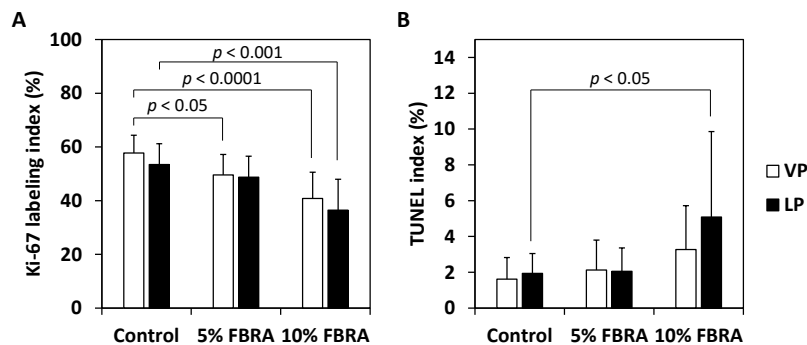 A
Ki-67 labeling index (%)
100
80
60
40
20
0
p < 0.001
p < 0.0001
p < 0.05
Control 5% FBRA 10% FBRA
B
TUNEL index (%)
14
12
10
8
6
4
2
0
p < 0.05
Control 5% FBRA 10% FBRA
VP
LP